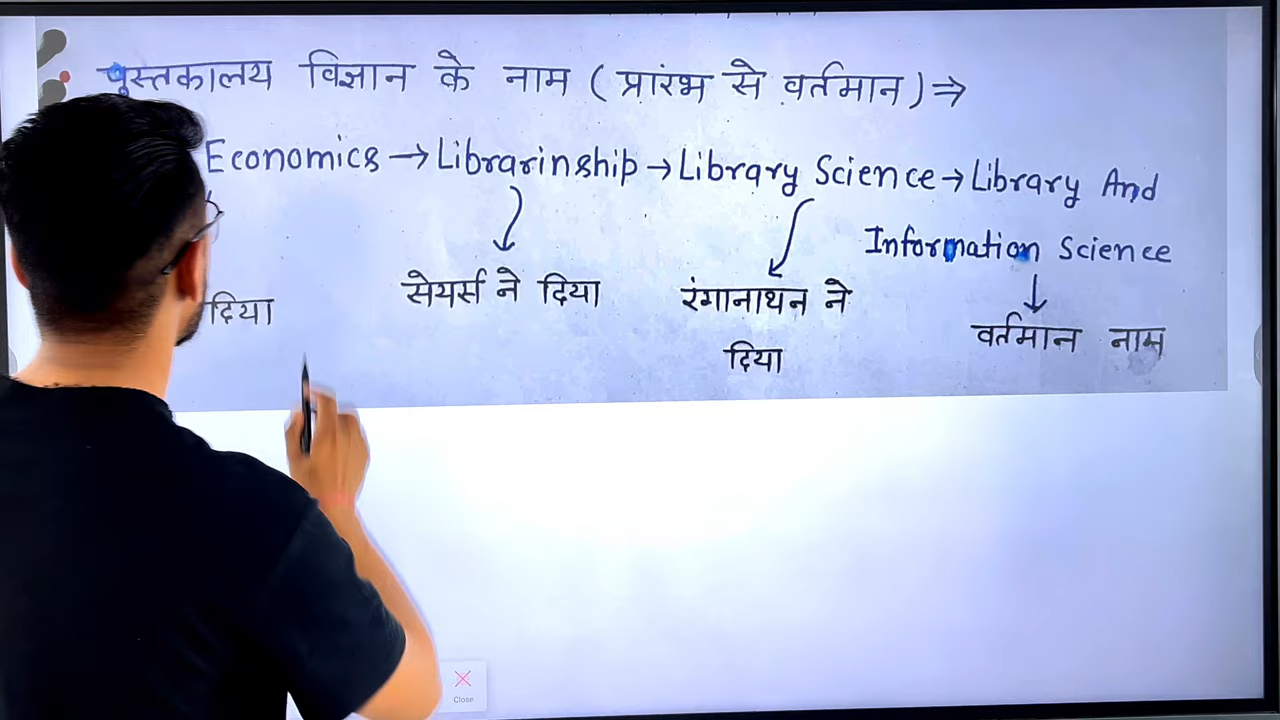 पुस्तकालय विज्ञान के नाम ( प्रारंभ से वर्तमान ) ⇒
Economics → Librarinship → Library Science → Library And
Information Science
सेयर्स ने दिया
रंगानाथन ने
दिया
दिया
वर्तमान नाम
Close